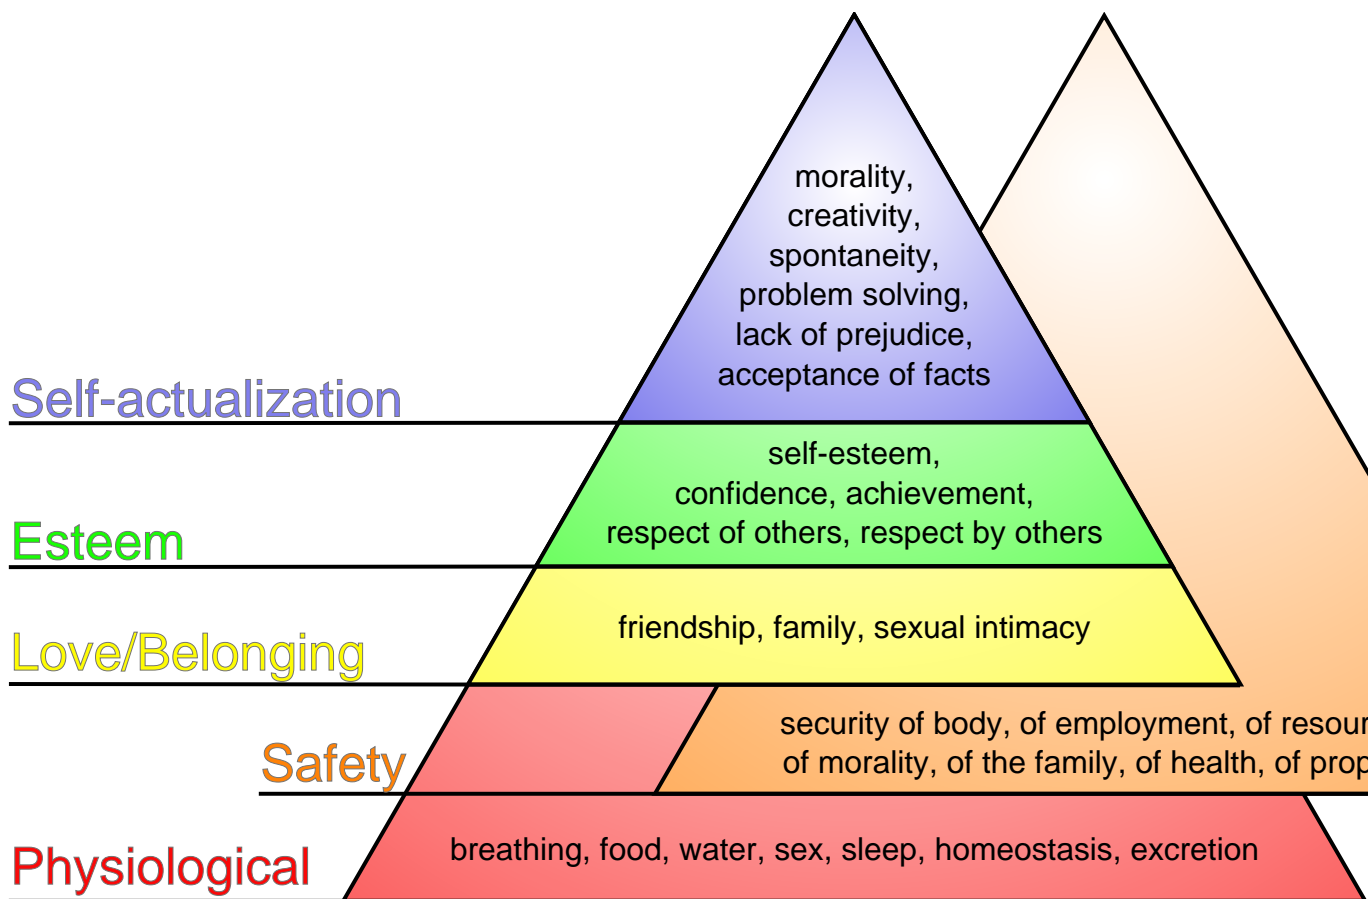 morality,
creativity,
spontaneity,
problem solving,
lack of prejudice,
acceptance of facts
Self-actualization
self-esteem,
confidence, achievement,
respect of others, respect by others
Esteem
friendship, family, sexual intimacy
Love/Belonging
security of body, of employment, of
of morality, of the family, of health, of
Safety
breathing, food, water, sex, sleep, homeostasis, excretion
Physiological